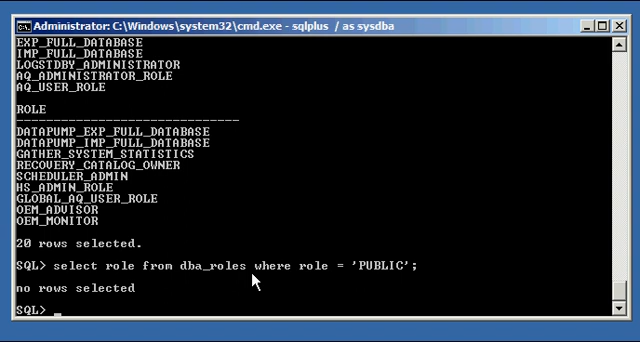 Administrator: C:\Windows\system32\cmd.exe - sqlplus / as sysdba
EXP_FULL_DATABASE
IMP_FULL_DATABASE
LOGSTDBY_ADMINISTRATOR
AQ_ADMINISTRATOR_ROLE
AQ_USER_ROLE
ROLE
------------------------------
DATAPUMP_EXP_FULL_DATABASE
DATAPUMP_IMP_FULL_DATABASE
GATHER_SYSTEM_STATISTICS
RECOVERY_CATALOG_OWNER
SCHEDULER_ADMIN
HS_ADMIN_ROLE
GLOBAL_AQ_USER_ROLE
OEM_ADVISOR
OEM_MONITOR
20 rows selected.
SQL> select role from dba_roles where role = 'PUBLIC';
no rows selected
SQL> _